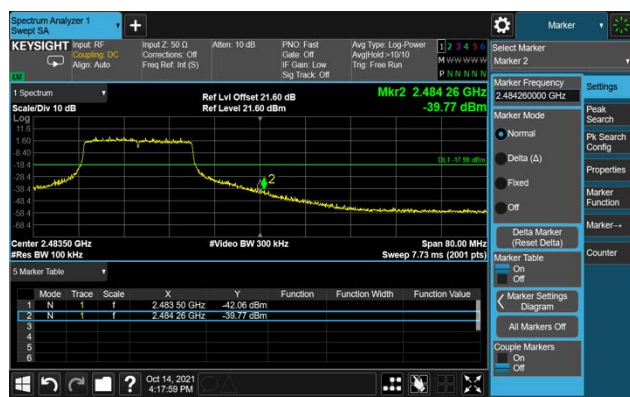 Spectrum Analyzer 1
Swept SA
Marker
KEYSIGHT
Input: RF
Coupling: DC
Align: Auto
Input Z: 50 Ω
Corrections: Off
Freq Ref: Int (S)
Atten: 10 dB
PNO: Fast
Gate: Off
IF Gain: Low
Sig Track: Off
Avg Type: Log-Power
Avg|Hold:>10/10
Trig: Free Run
1 2 3 4 5 6
M W W W W W
P N N N N N
LV
Select Marker
Marker 2
1 Spectrum
Scale/Div 10 dB
Ref Lvl Offset 21.60 dB
Ref Level 21.60 dBm
Mkr2 2.484 26 GHz
-39.77 dBm
Log
11.6
1.60
-8.40
-18.4
-28.4
-38.4
-48.4
-58.4
-68.4
2
Center 2.48350 GHz
#Res BW 100 kHz
#Video BW 300 kHz
Span 80.00 MHz
Sweep 7.73 ms (2001 pts)
5 Marker Table
Mode Trace Scale X Y Function Function Width Function Value
1 N 1 f 2.483 50 GHz -42.06 dBm
2 N 1 f 2.484 26 GHz -39.77 dBm
3
4
5
6
Marker Frequency
2.484260000 GHz
Marker Mode
Normal
Delta (Δ)
Fixed
Off
Delta Marker
(Reset Delta)
Marker Table
On
Off
Marker Settings
Diagram
All Markers Off
Couple Markers
On
Off
Settings
Peak
Search
Pk Search
Config
Properties
Marker
Function
Marker→
Counter
?
Oct 14, 2021
4:17:59 PM